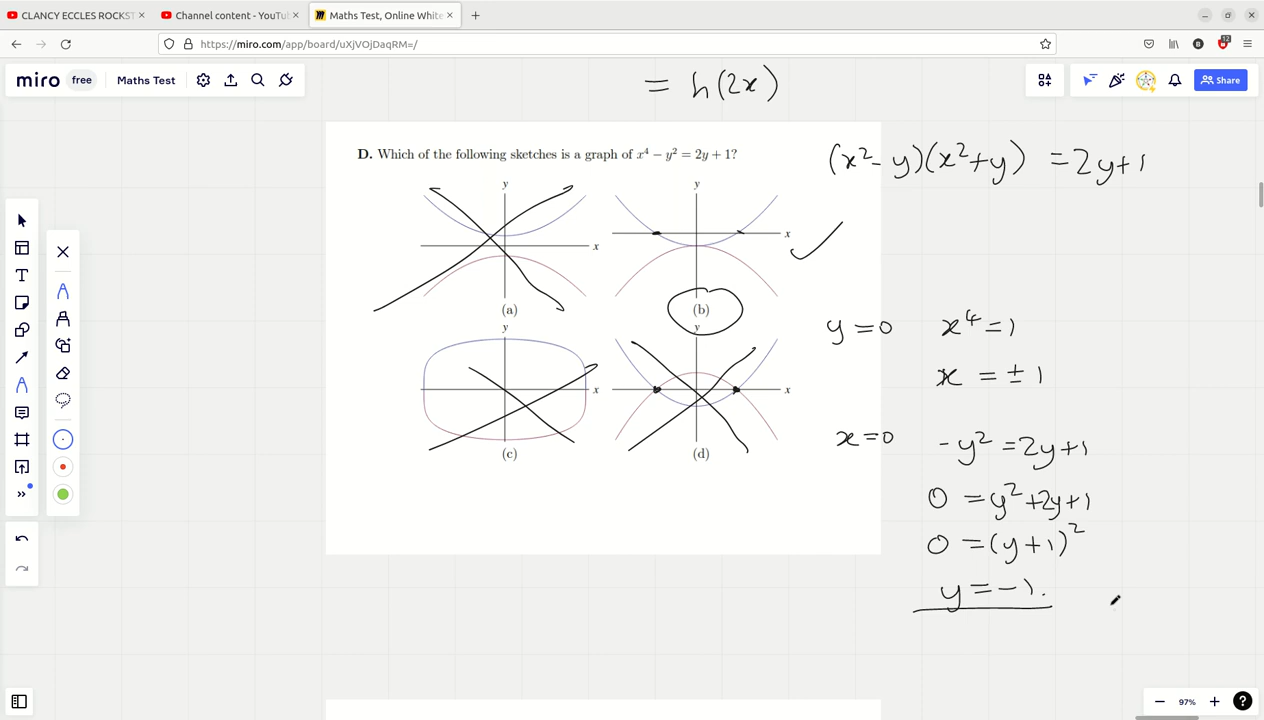 CLANCY ECCLES ROCKST
Channel content - YouTub
Maths Test, Online White
https://miro.com/app/board/uXjVOjDaqRM=/
12
miro free Maths Test
Share
= h(2x)
D. Which of the following sketches is a graph of x⁴ − y² = 2y + 1?
(x² - y)(x² + y) = 2y+1
y
x
(a)
y
x
(b)
y
x
(c)
y
x
(d)
y = 0 x⁴ = 1
x = ± 1
x = 0 -y² = 2y+1
0 = y²+2y+1
0 = (y+1)²
y = -1.
97%